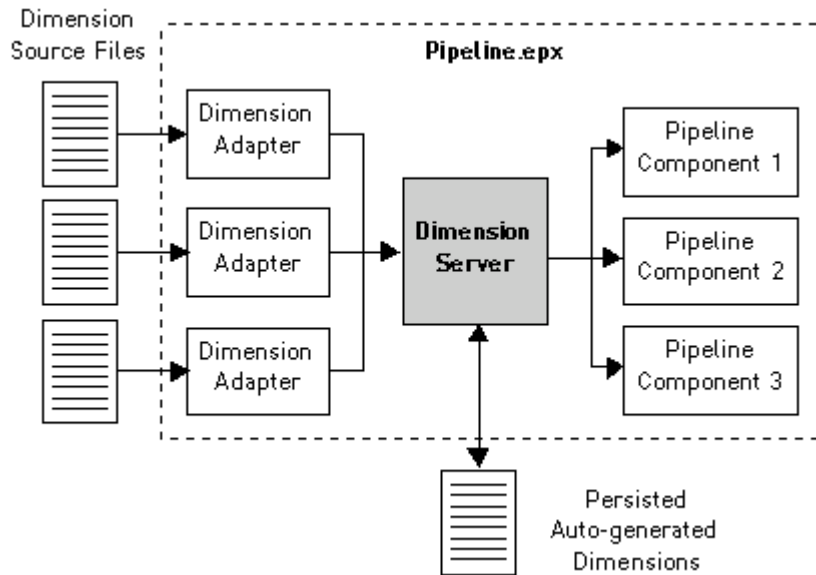 Dimension
Source Files
Pipeline.epx
Dimension
Adapter
Dimension
Adapter
Dimension
Adapter
Dimension
Server
Pipeline
Component 1
Pipeline
Component 2
Pipeline
Component 3
Persisted
Auto-generated
Dimensions